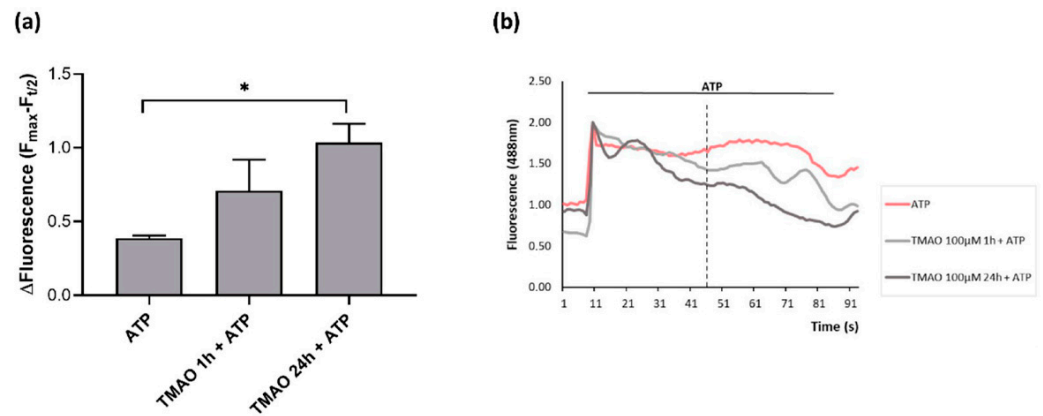 (a)
ΔFluorescence (Fmax-Ft/2)
1.5
1.0
0.5
0.0
*
ATP
TMAO 1h + ATP
TMAO 24h + ATP
(b)
Fluorescence (488nm)
2.50
2.00
1.50
1.00
0.50
0.00
ATP
1 11 21 31 41 51 61 71 81 91
Time (s)
ATP
TMAO 100µM 1h + ATP
TMAO 100µM 24h + ATP